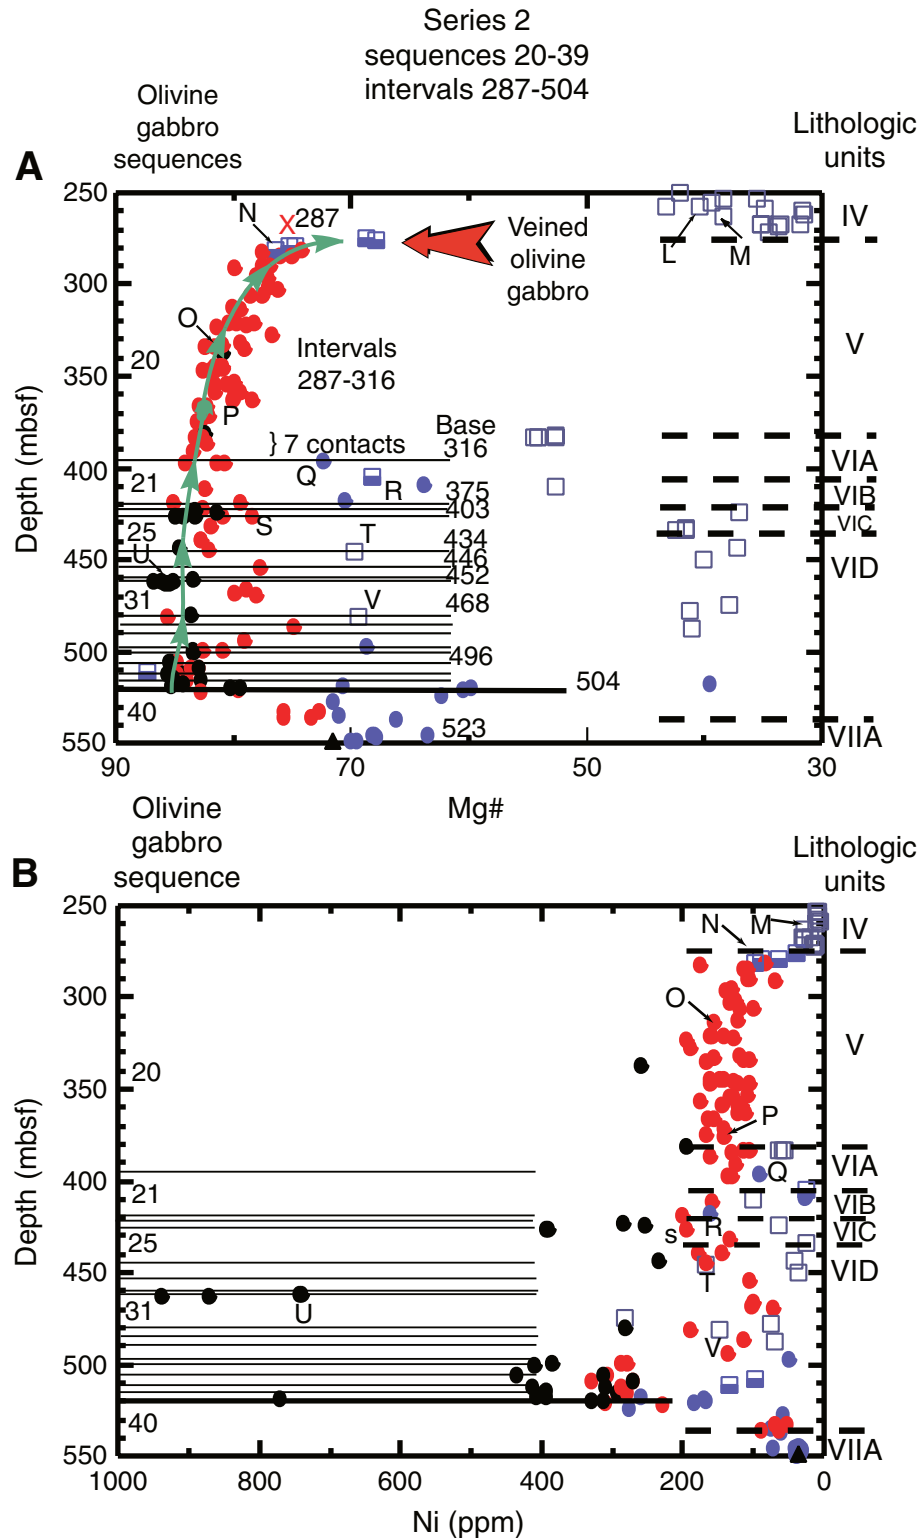 Series 2
sequences 20-39
intervals 287-504
Olivine
gabbro
sequences
Lithologic
units
A
250
300
350
400
450
500
550
Depth (mbsf)
90
70
50
30
Mg#
N
X
287
Veined
olivine
gabbro
L
M
IV
O
20
Intervals
287-316
V
P
} 7 contacts
Base
316
Q
R
VIA
21
375
VIB
403
S
VIC
25
T
434
U
446
VID
452
31
V
468
496
504
40
523
VIIA
Olivine
gabbro
sequence
Lithologic
units
B
250
300
350
400
450
500
550
Depth (mbsf)
1000
800
600
400
200
0
Ni (ppm)
N
M
IV
O
20
V
P
Q
VIA
21
VIB
s
R
VIC
25
T
VID
31
U
V
40
VIIA